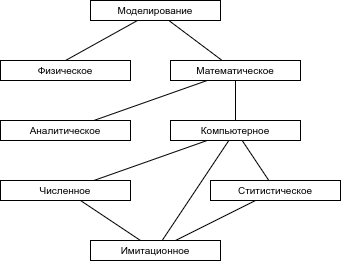 Моделирование
Физическое
Математическое
Аналитическое
Компьютерное
Численное
Ститистическое
Имитационное